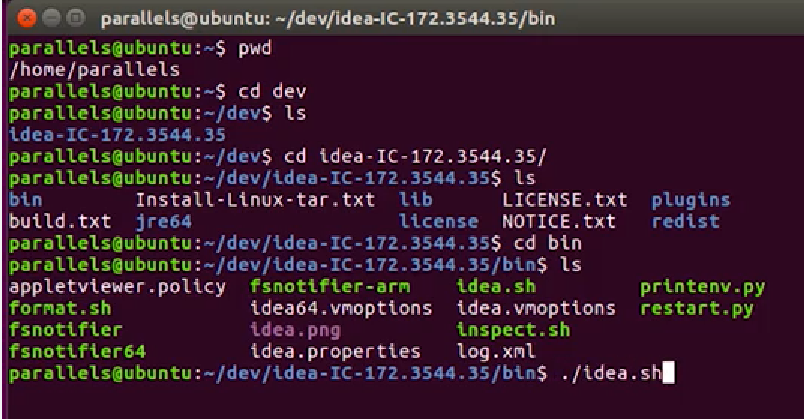 parallels@ubuntu: ~/dev/idea-IC-172.3544.35/bin
parallels@ubuntu:~$ pwd
/home/parallels
parallels@ubuntu:~$ cd dev
parallels@ubuntu:~/dev$ ls
idea-IC-172.3544.35
parallels@ubuntu:~/dev$ cd idea-IC-172.3544.35/
parallels@ubuntu:~/dev/idea-IC-172.3544.35$ ls
bin Install-Linux-tar.txt lib LICENSE.txt plugins
build.txt jre64 license NOTICE.txt redist
parallels@ubuntu:~/dev/idea-IC-172.3544.35$ cd bin
parallels@ubuntu:~/dev/idea-IC-172.3544.35/bin$ ls
appletviewer.policy fsnotifier-arm idea.sh printenv.py
format.sh idea64.vmoptions idea.vmoptions restart.py
fsnotifier idea.png inspect.sh
fsnotifier64 idea.properties log.xml
parallels@ubuntu:~/dev/idea-IC-172.3544.35/bin$ ./idea.sh